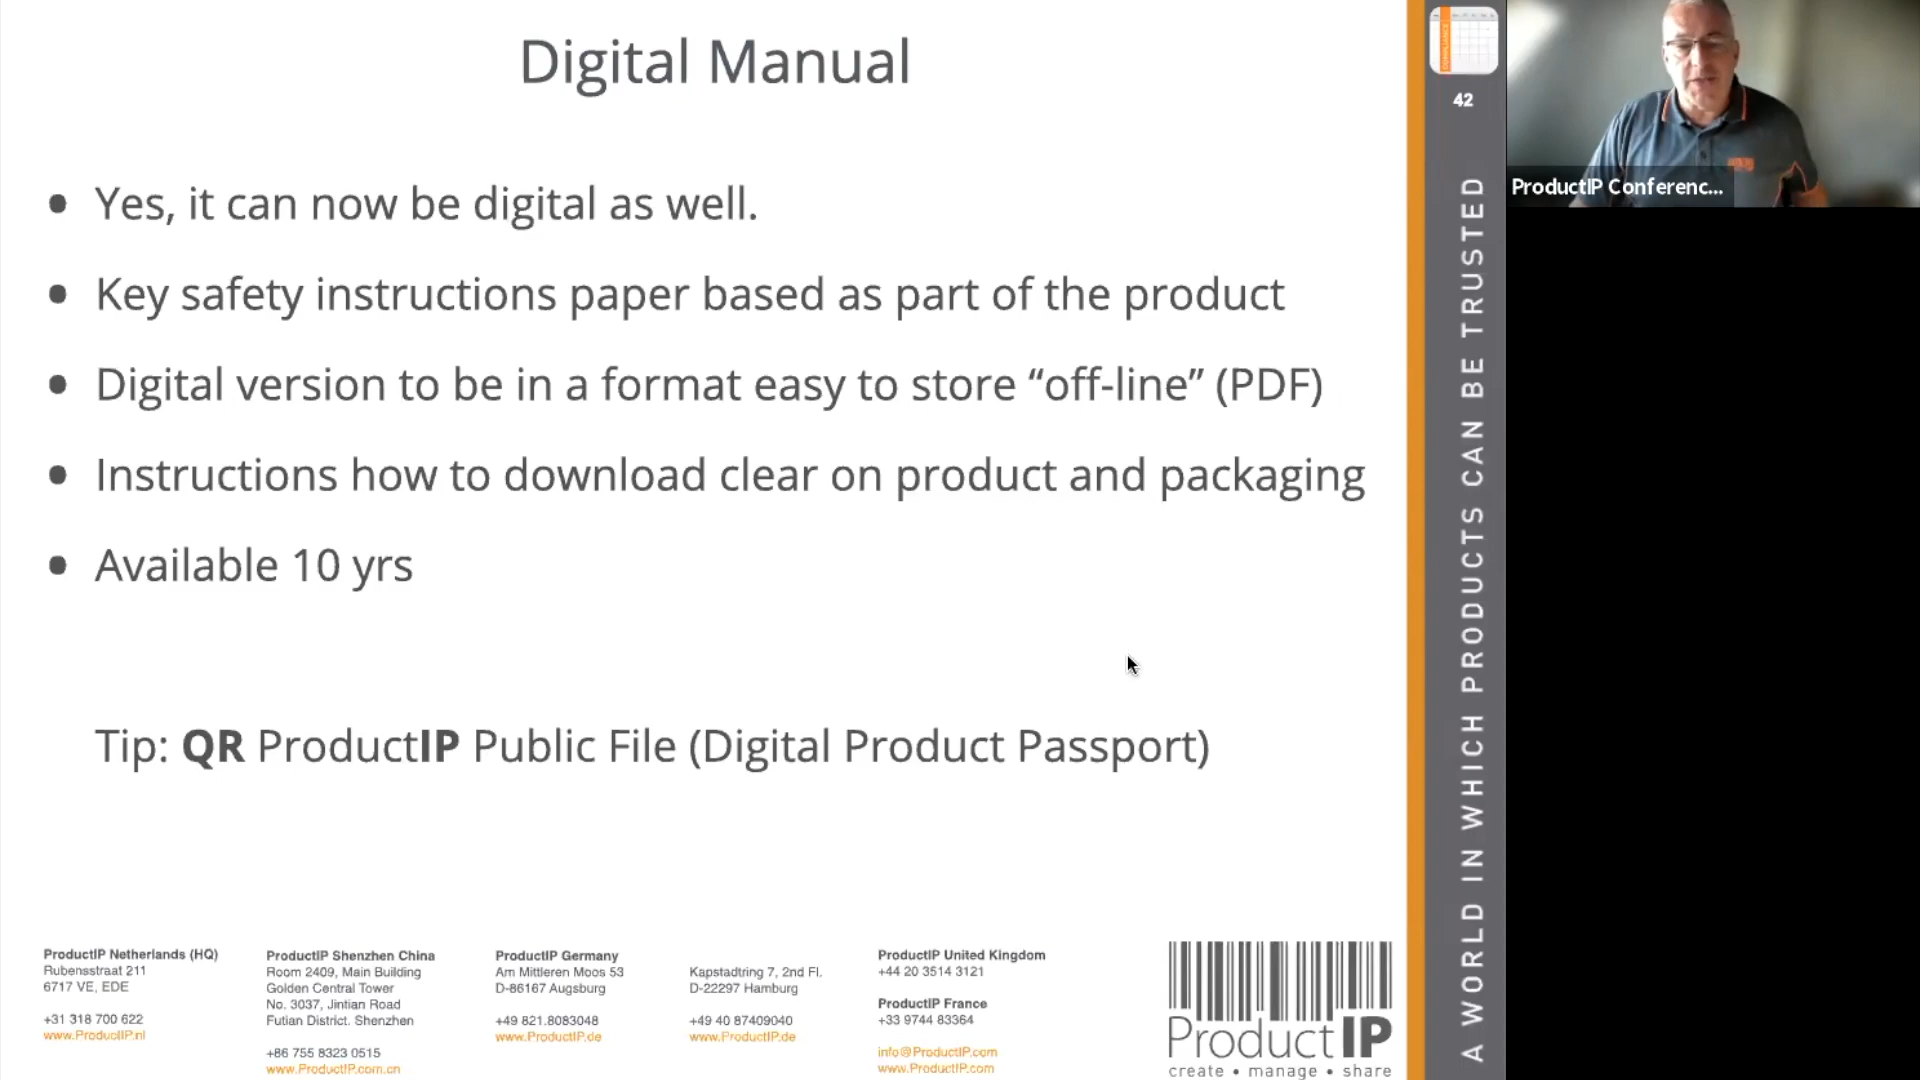 Digital Manual
• Yes, it can now be digital as well.
• Key safety instructions paper based as part of the product
• Digital version to be in a format easy to store “off-line” (PDF)
• Instructions how to download clear on product and packaging
• Available 10 yrs
Tip: QR ProductIP Public File (Digital Product Passport)
ProductIP Netherlands (HQ)
Rubensstraat 211
6717 VE, EDE
+31 318 700 622
www.ProductIP.nl
ProductIP Shenzhen China
Room 2409, Main Building
Golden Central Tower
No. 3037, Jintian Road
Futian District. Shenzhen
+86 755 8323 0515
www.ProductIP.com.cn
ProductIP Germany
Am Mittleren Moos 53
D-86167 Augsburg
+49 821.8083048
www.ProductIP.de
Kapstadtring 7, 2nd Fl.
D-22297 Hamburg
+49 40 87409040
www.ProductIP.de
ProductIP United Kingdom
+44 20 3514 3121
ProductIP France
+33 9744 83364
info@ProductIP.com
www.ProductIP.com
ProductIP
create • manage • share
COMPLIANCE
42
A WORLD IN WHICH PRODUCTS CAN BE TRUSTED
ProductIP Conferenc...